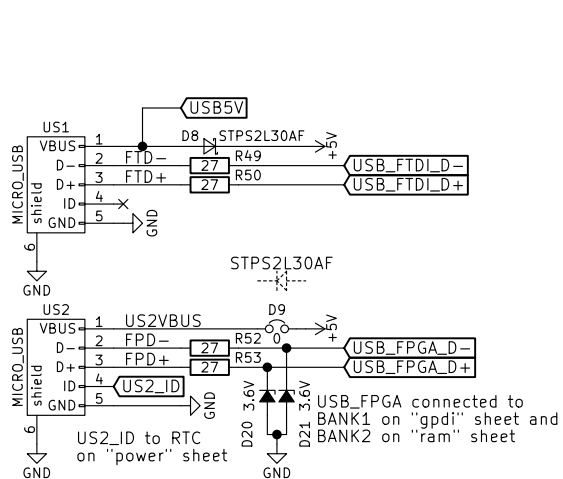 USB5V
US1
D8 STPS2L30AF
VBUS 1 +5V
D- 2 FTD- 27 R49 USB_FTDI_D-
D+ 3 FTD+ 27 R50 USB_FTDI_D+
ID 4
GND 5 GND
MICRO_USB
shield
6
GND
STPS2L30AF
US2
D9
VBUS 1 US2VBUS 0 +5V
D- 2 FPD- 27 R52 USB_FPGA_D-
D+ 3 FPD+ 27 R53 USB_FPGA_D+
ID 4 US2_ID
GND 5 GND
MICRO_USB
shield
6
GND
D20 3.6V
D21 3.6V
GND
USB_FPGA connected to
BANK1 on "gpdi" sheet and
BANK2 on "ram" sheet
US2_ID to RTC
on "power" sheet